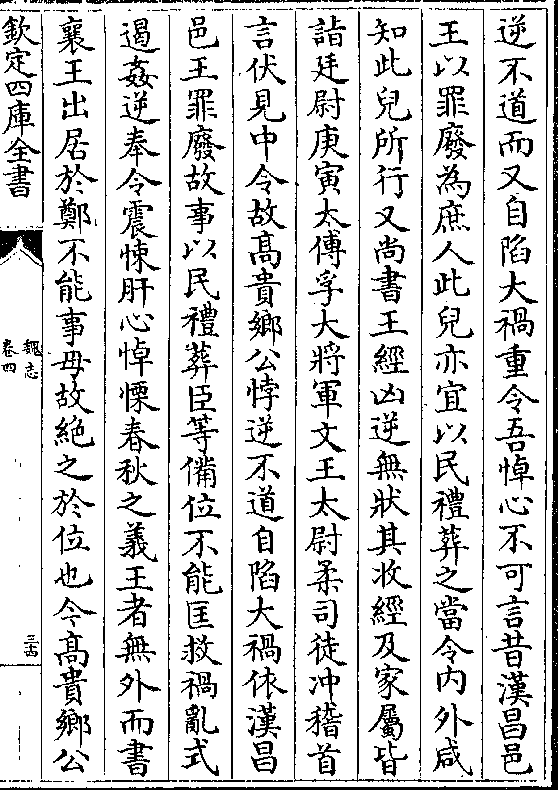 逆不道而又自陷大禍重令吾悼心不可言昔漢昌邑
王以罪廢為庶人此兒亦宜以民禮葬之當令内外咸
知此兒所行又尚書王經凶逆無狀其收經及家屬皆
詣廷尉庚寅太傅孚大將軍文王太尉柔司徒冲稽首
言伏見中令故高貴鄉公悖逆不道自陷大禍依漢昌
邑王罪廢故事以民禮葬臣等備位不能匡救禍亂式
遏姦逆奉令震悚肝心悼慄春秋之義王者無外而書
襄王出居於鄭不能事母故絶之於位也今高貴鄉公
欽定四庫全書
魏志
卷四
三十四